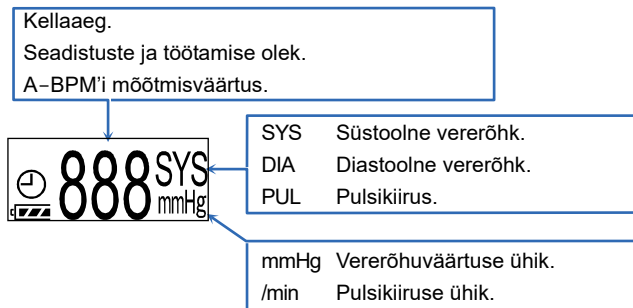 Kellaaeg.
Seadistuste ja töötamise olek.
A-BPM'i mõõtmisväärtus.
888 SYS
mmHg
SYS Süstoolne vererõhk.
DIA Diastoolne vererõhk.
PUL Pulsikiirus.
mmHg Vererõhuväärtuse ühik.
/min Pulsikiiruse ühik.